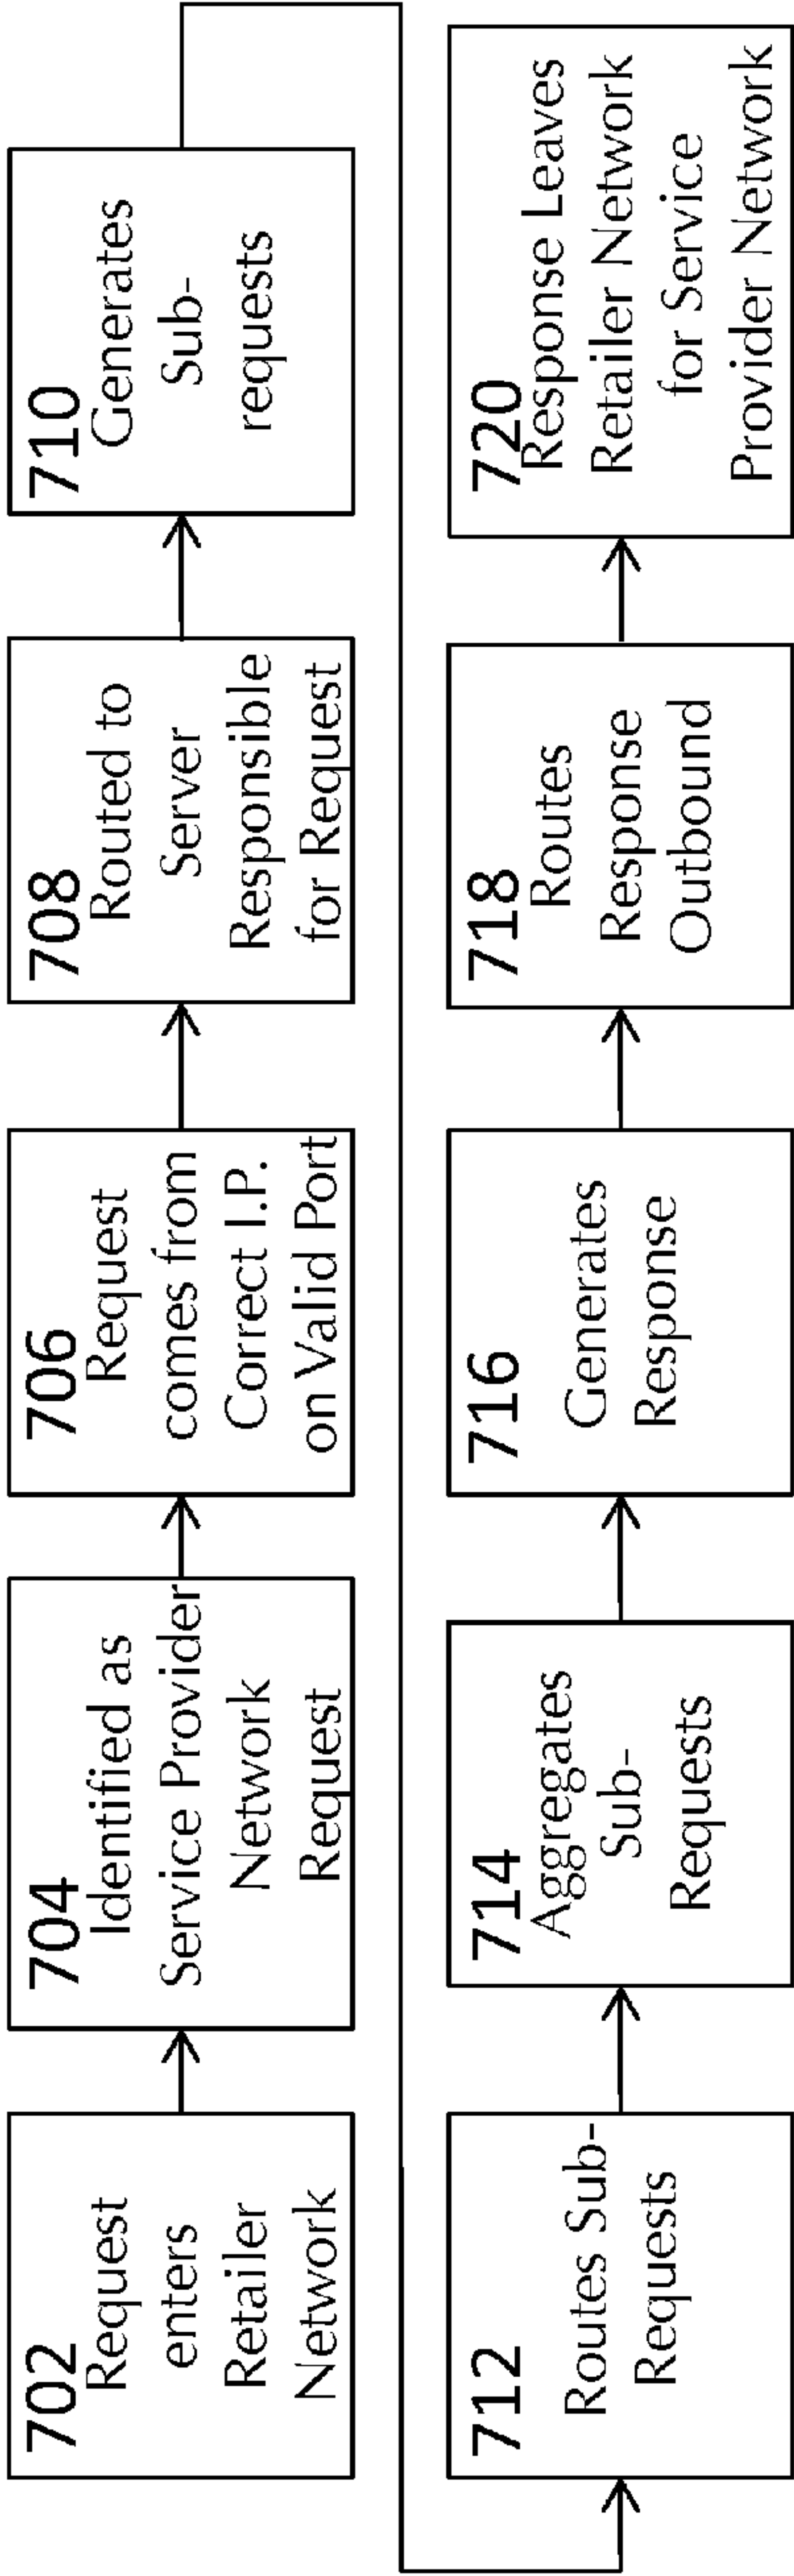 702
Request
enters
Retailer
Network
704
Identified as
Service Provider
Network
Request
706
Request
comes from
Correct I.P.
on Valid Port
708
Routed to
Server
Responsible
for Request
710
Generates
Sub-
requests
712
Routes Sub-
Requests
714
Aggregates
Sub-
Requests
716
Generates
Response
718
Routes
Response
Outbound
720
Response Leaves
Retailer Network
for Service
Provider Network